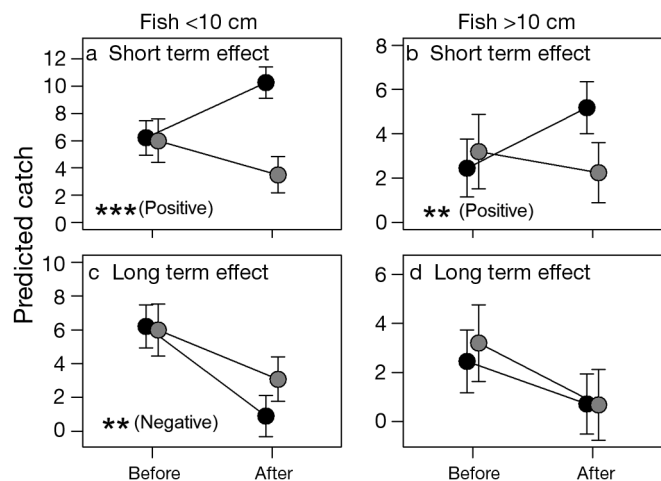 Fish <10 cm
Fish >10 cm
a Short term effect
12
10
8
6
4
2
0
*** (Positive)
b Short term effect
8
6
4
2
0
** (Positive)
Predicted catch
c Long term effect
8
6
4
2
0
** (Negative)
Before
After
d Long term effect
6
4
2
0
Before
After